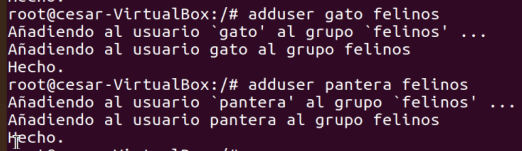 root@cesar-VirtualBox:/# adduser gato felinos
Añadiendo al usuario `gato' al grupo `felinos' ...
Añadiendo al usuario gato al grupo felinos
Hecho.
root@cesar-VirtualBox:/# adduser pantera felinos
Añadiendo al usuario `pantera' al grupo `felinos' ...
Añadiendo al usuario pantera al grupo felinos
Hecho.